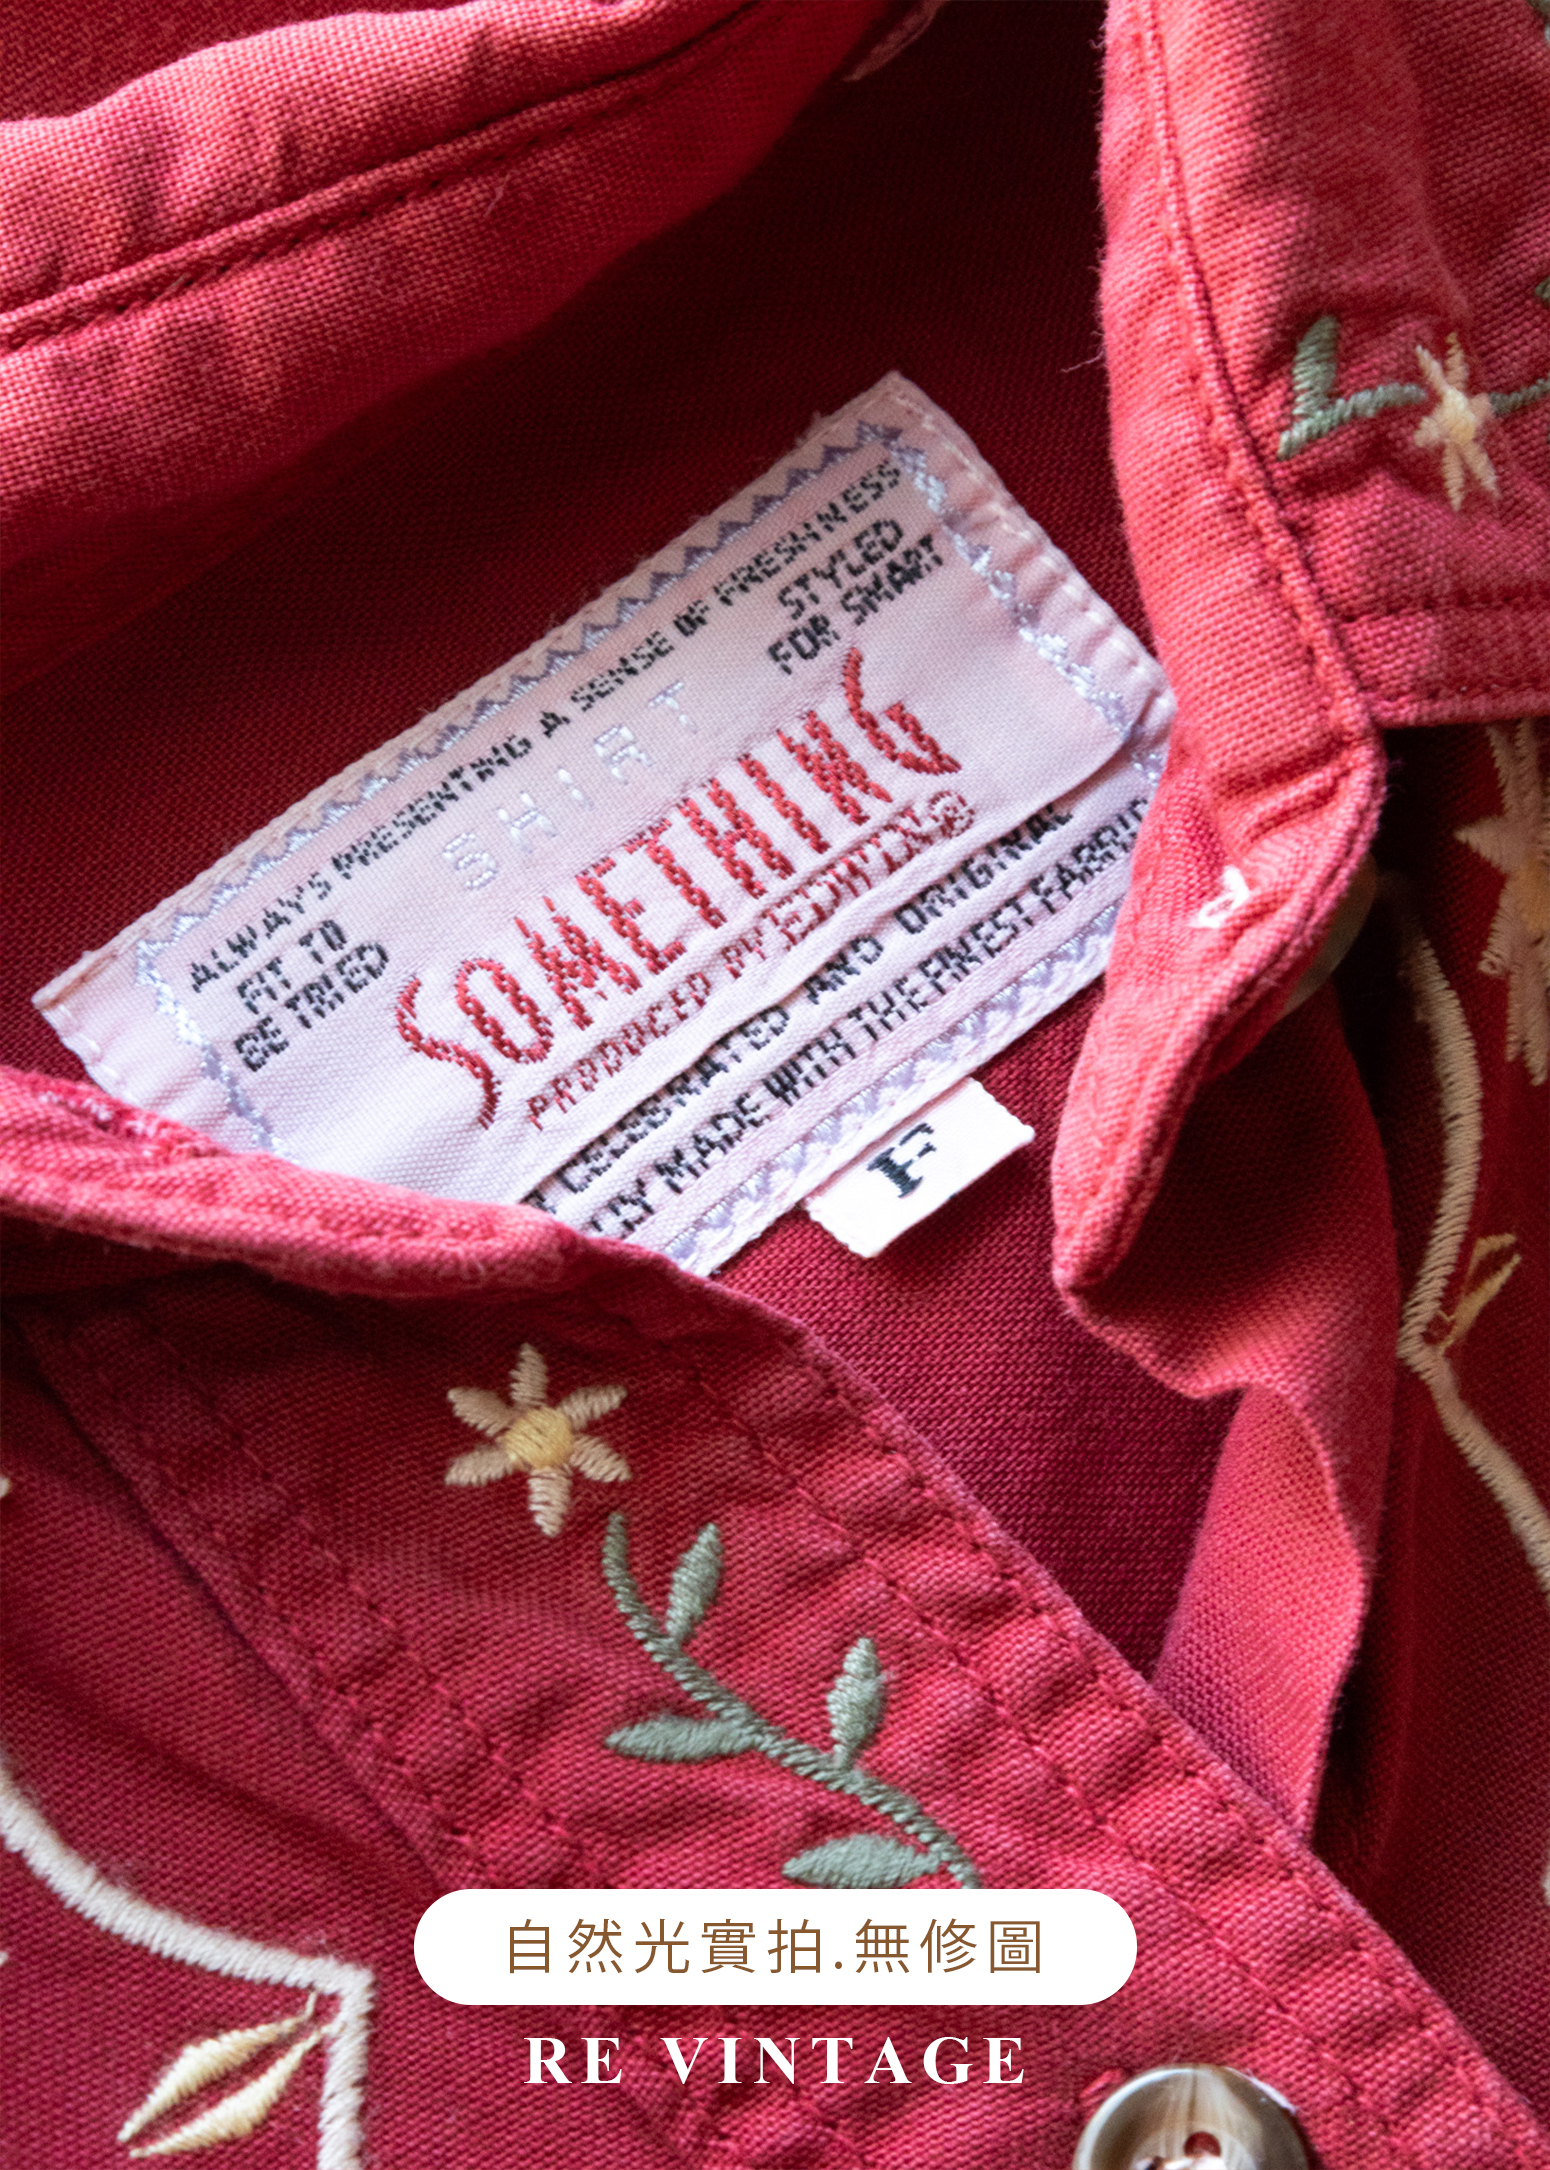 ALWAYS PRESENTING A SENSE OF FRESHNESS
FIT TO
BE TRIED
STYLED
FOR SMART
SHIRT
SOMETHING
PRODUCED BY EDWIN®
CELEBRATED AND ORIGINAL
MADE WITH THE FINEST FABRIC
F
自然光實拍.無修圖
RE VINTAGE